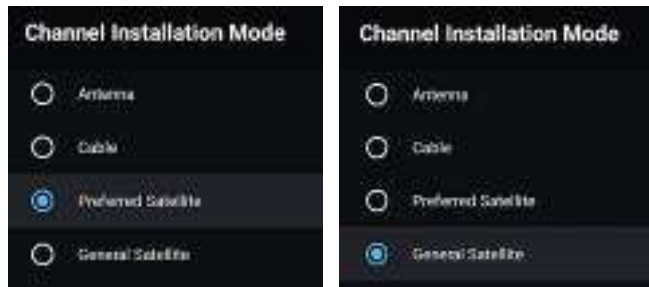 Channel Installation Mode
Antenna
Cable
Preferred Satellite
General Satellite
Channel Installation Mode
Antenna
Cable
Preferred Satellite
General Satellite